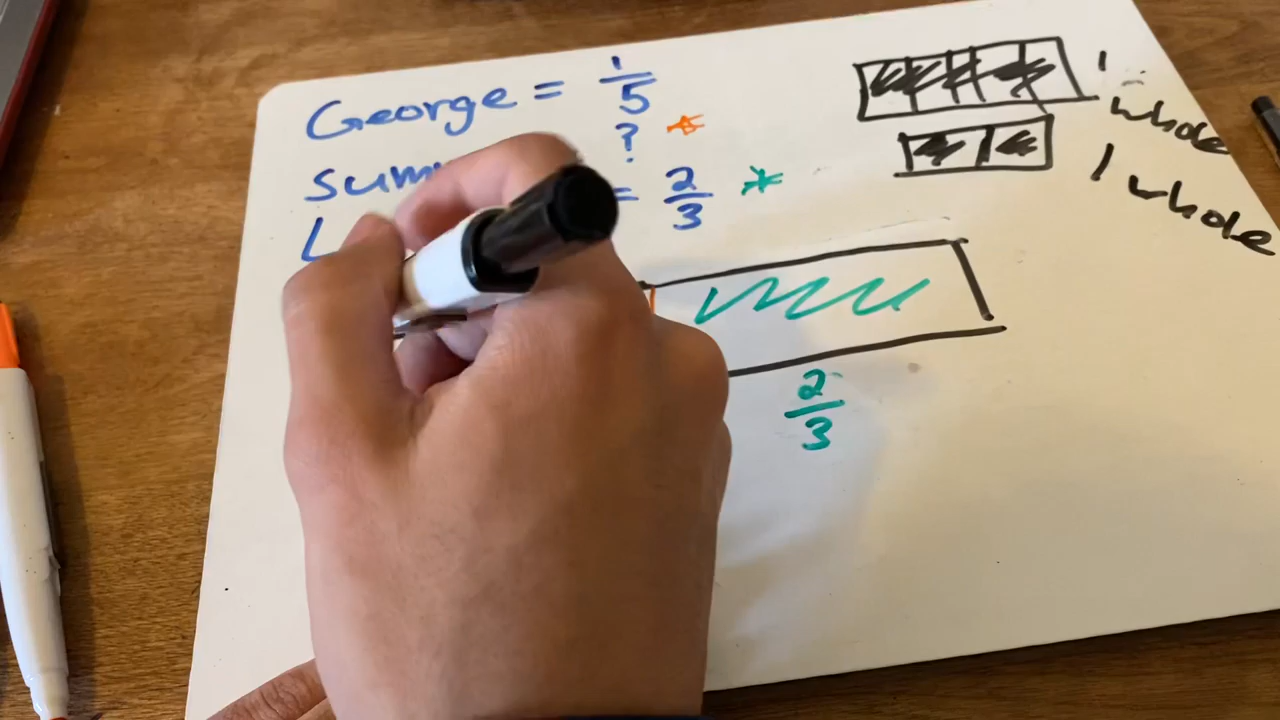 George = 1/5
?
= 2/3
1 whole
1 whole
2/3